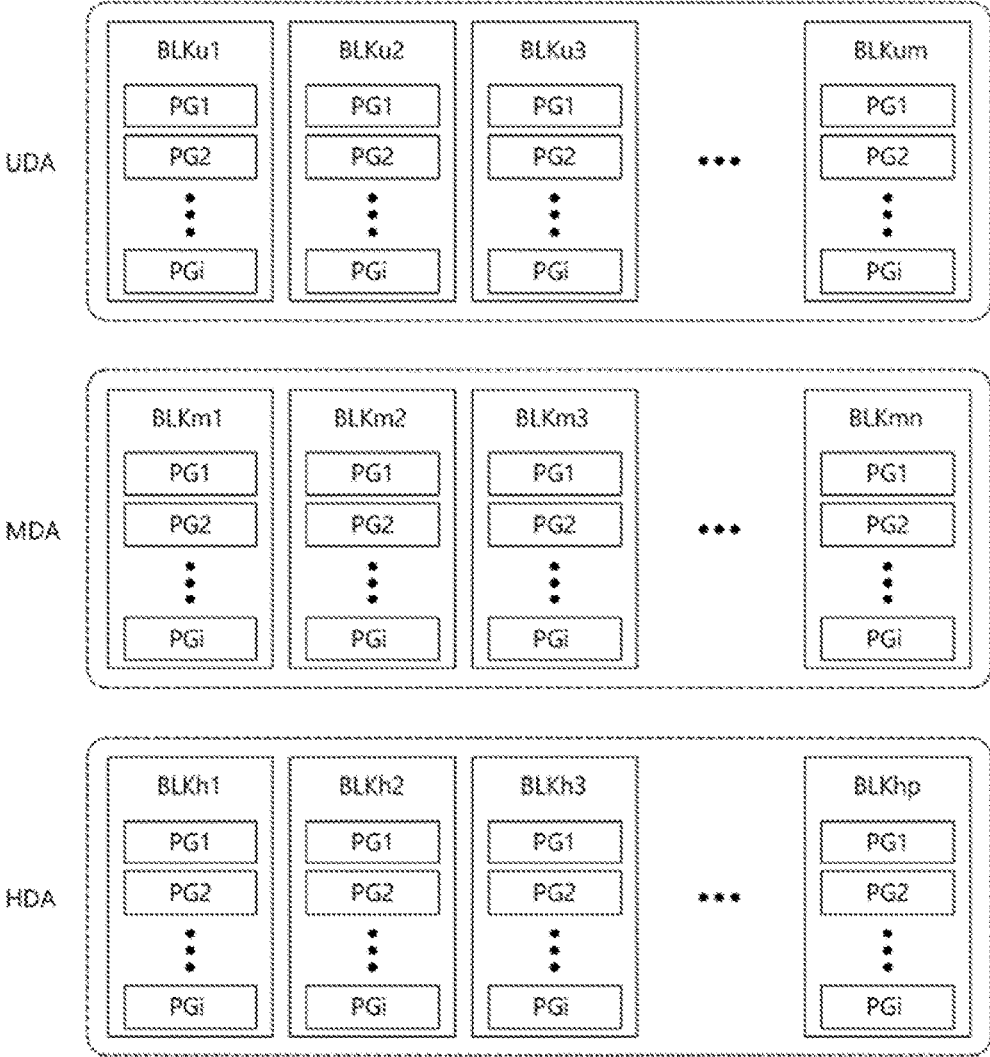 BLKu1 BLKu2 BLKu3 BLKum
PG1 PG1 PG1 PG1
UDA PG2 PG2 PG2 ••• PG2
PGi PGi PGi PGi
BLKm1 BLKm2 BLKm3 BLKmn
PG1 PG1 PG1 PG1
MDA PG2 PG2 PG2 ••• PG2
PGi PGi PGi PGi
BLKh1 BLKh2 BLKh3 BLKhp
PG1 PG1 PG1 PG1
HDA PG2 PG2 PG2 ••• PG2
PGi PGi PGi PGi